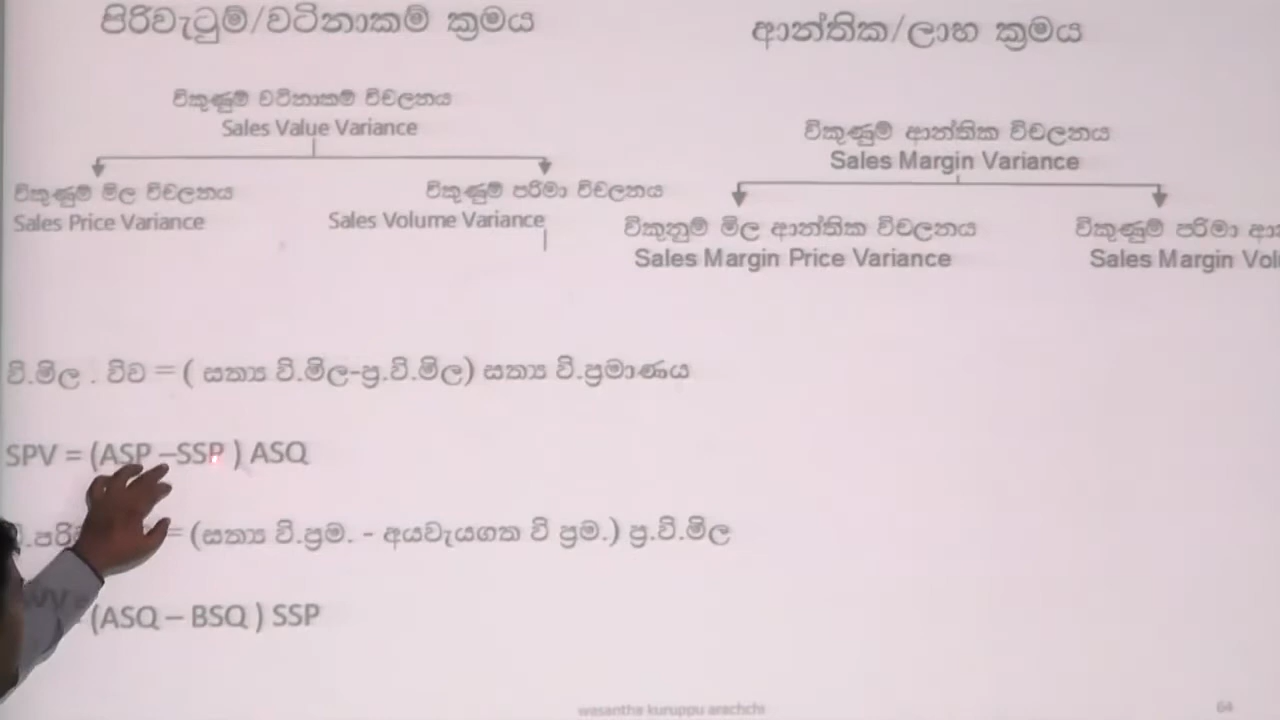 පිරිවැටුම්/වටිනාකම් ක්‍රමය
විකුණුම් වටිනාකම් විචලනය
Sales Value Variance
විකුණුම් මිල විචලනය
Sales Price Variance
විකුණුම් පරිමා විචලනය
Sales Volume Variance
ආන්තික/ලාභ ක්‍රමය
විකුණුම් ආන්තික විචලනය
Sales Margin Variance
විකුනුම් මිල ආන්තික විචලනය
Sales Margin Price Variance
විකුණුම් පරිමා
Sales Margin
වි.මිල . විච = ( සත්‍ය වි.මිල-ප්‍ර.වි.මිල) සත්‍ය වි.ප්‍රමාණය
SPV = (ASP –SSP ) ASQ
= (සත්‍ය වි.ප්‍රම. - අයවැයගත වි ප්‍රම.) ප්‍ර.වි.මිල
(ASQ – BSQ ) SSP
wasantha kuruppu arachchi
64